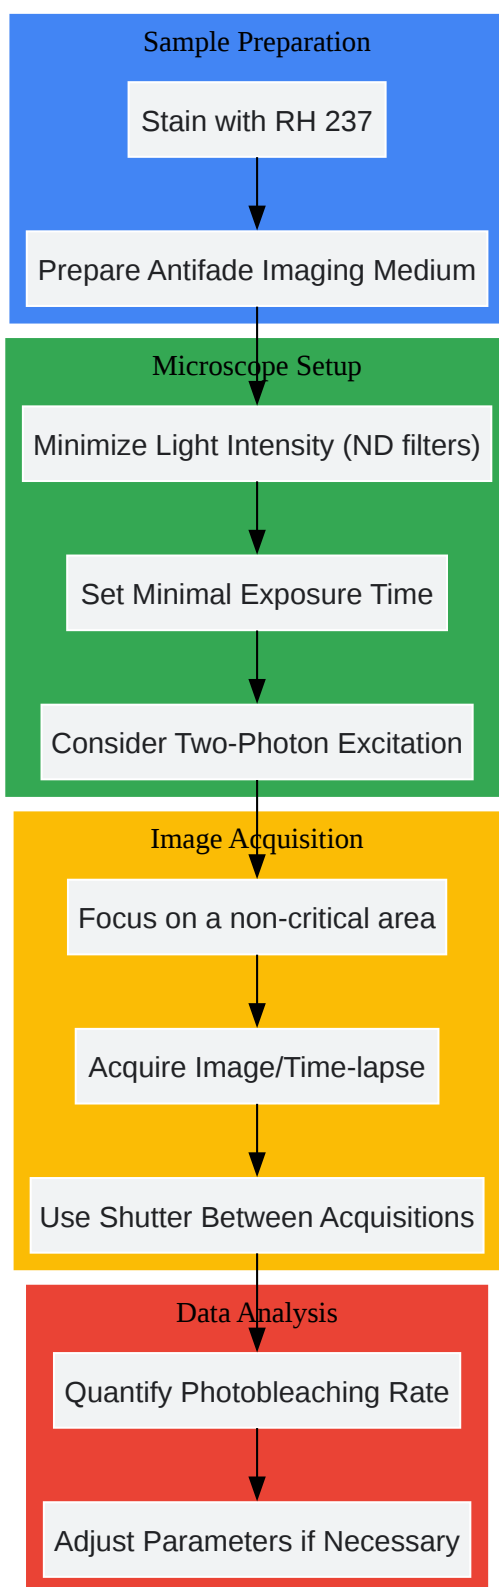 Sample Preparation
Stain with RH 237
Prepare Antifade Imaging Medium
Microscope Setup
Minimize Light Intensity (ND filters)
Set Minimal Exposure Time
Consider Two-Photon Excitation
Image Acquisition
Focus on a non-critical area
Acquire Image/Time-lapse
Use Shutter Between Acquisitions
Data Analysis
Quantify Photobleaching Rate
Adjust Parameters if Necessary